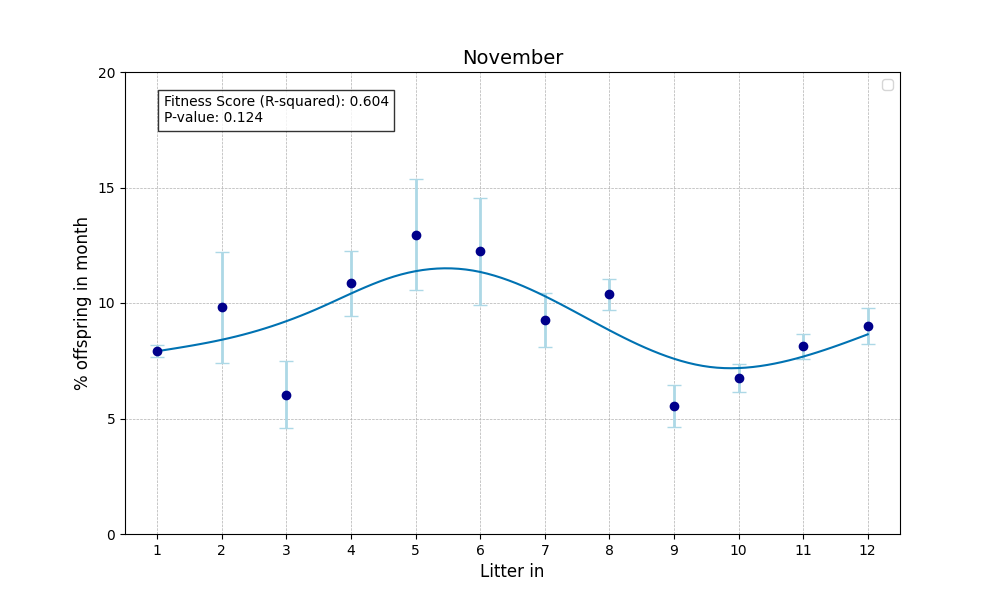 November
Fitness Score (R-squared): 0.604
P-value: 0.124
% offspring in month
20
15
10
5
0
1 2 3 4 5 6 7 8 9 10 11 12
Litter in